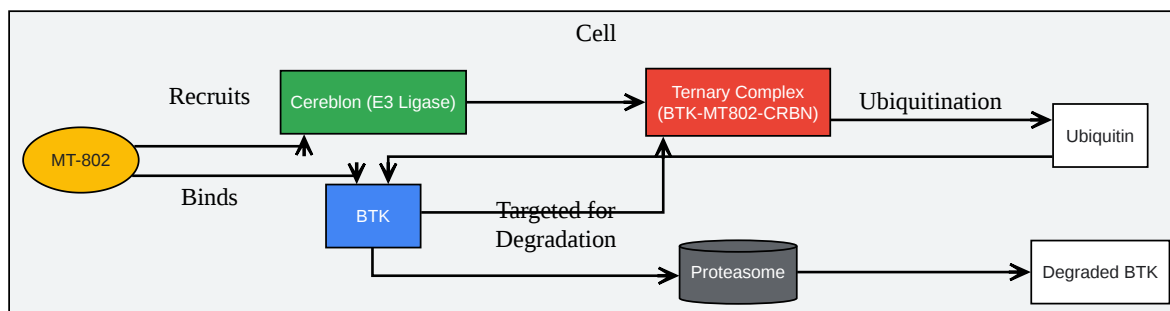 Cell
Recruits
Cereblon (E3 Ligase)
Ternary Complex
(BTK-MT802-CRBN)
Ubiquitination
Ubiquitin
MT-802
Binds
BTK
Targeted for
Degradation
Proteasome
Degraded BTK